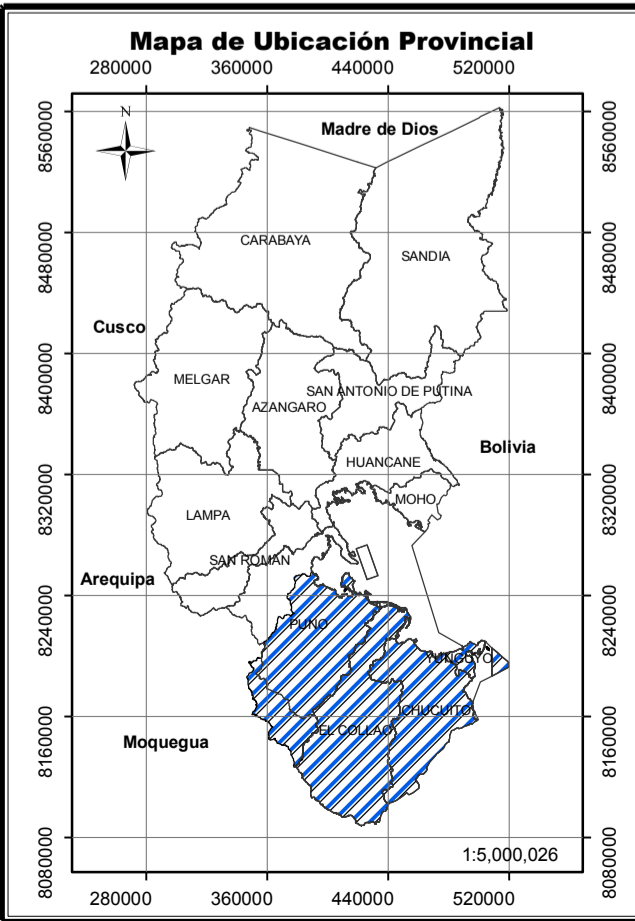 Mapa de Ubicación Provincial
280000 360000 440000 520000
N
Madre de Dios
8560000 8560000
CARABAYA
SANDIA
8480000 8480000
Cusco
MELGAR
SAN ANTONIO DE PUTINA
AZANGARO
8400000 8400000
Bolivia
HUANCANE
MOHO
8320000 8320000
LAMPA
SAN ROMAN
Arequipa
8240000 8240000
PUNO
YUNGUYO
CHUCUITO
EL COLLAO
Moquegua
8160000 8160000
1:5,000,026
8080000 8080000
280000 360000 440000 520000